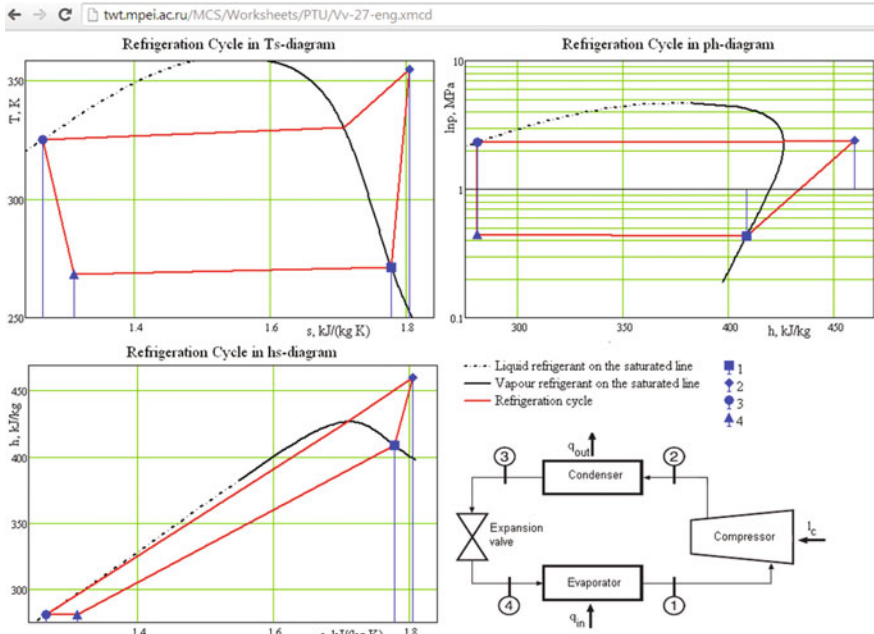 twt.mpei.ac.ru/MCS/Worksheets/PTU/Vv-27-eng.xmcd
Refrigeration Cycle in Ts-diagram
T, K
350
300
250
1.4
1.6
1.8
s, kJ/(kg K)
Refrigeration Cycle in ph-diagram
lnp, MPa
10
1
0.1
300
350
400
450
h, kJ/kg
Refrigeration Cycle in hs-diagram
h, kJ/kg
450
400
350
300
1.4
1.8
s, kJ/(kg K)
Liquid refrigerant on the saturated line
Vapour refrigerant on the saturated line
Refrigeration cycle
1
2
3
4
q out
3
Condenser
2
Expansion
valve
Compressor
l c
4
Evaporator
1
q in